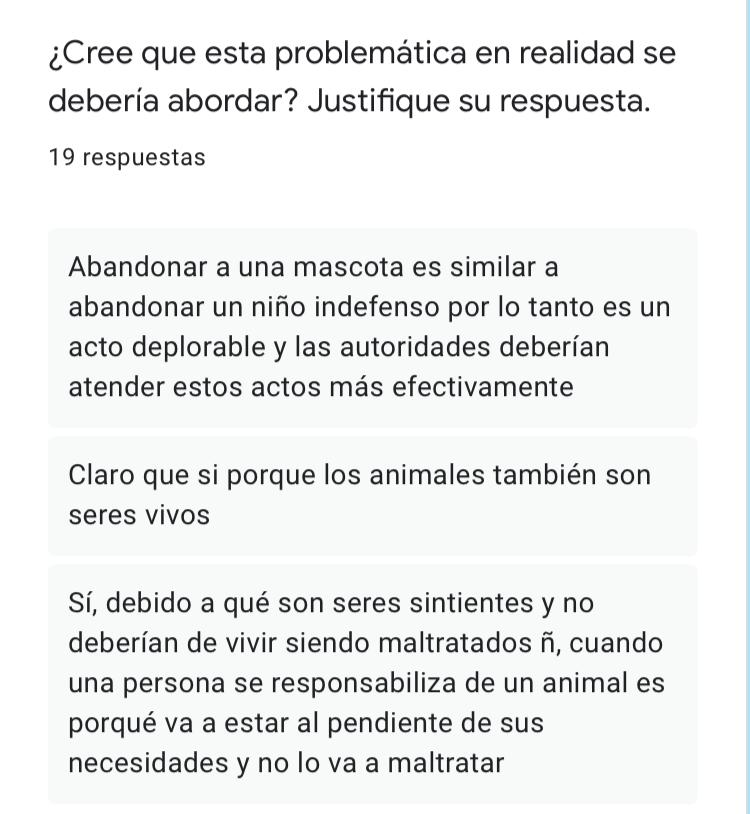 ¿Cree que esta problemática en realidad se
debería abordar? Justifique su respuesta.
19 respuestas
Abandonar a una mascota es similar a
abandonar un niño indefenso por lo tanto es un
acto deplorable y las autoridades deberían
atender estos actos más efectivamente
Claro que si porque los animales también son
seres vivos
Sí, debido a qué son seres sintientes y no
deberían de vivir siendo maltratados ñ, cuando
una persona se responsabiliza de un animal es
porqué va a estar al pendiente de sus
necesidades y no lo va a maltratar